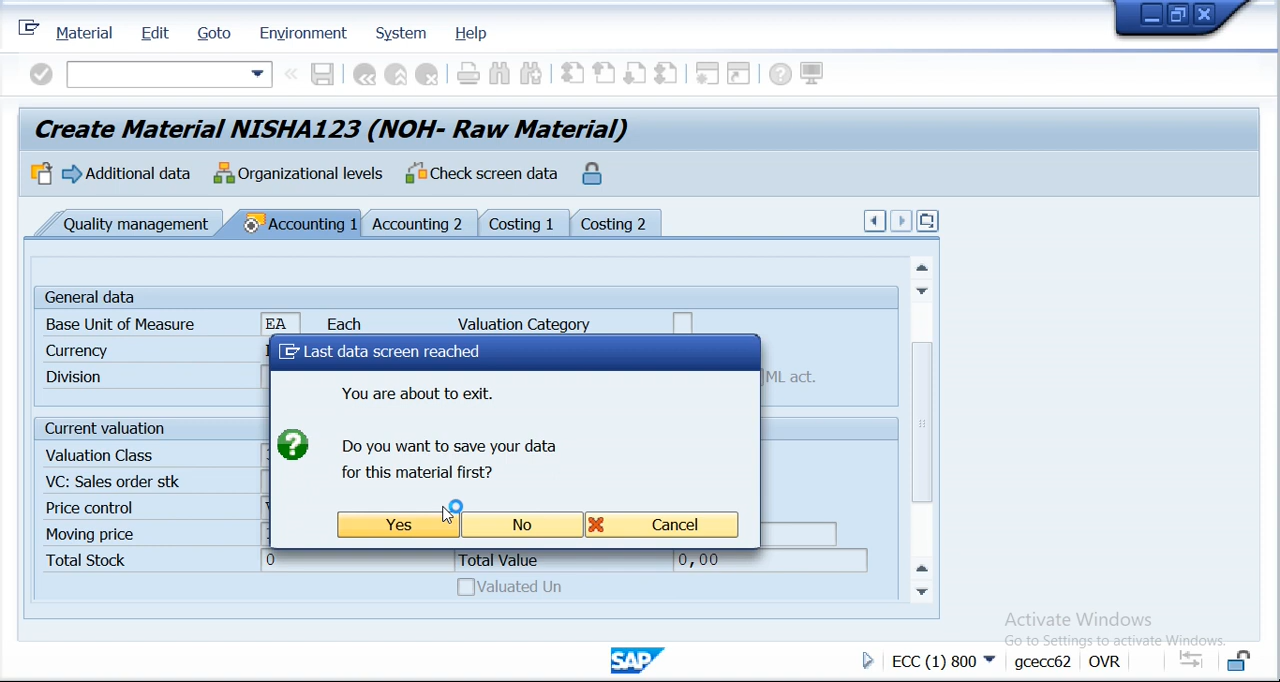 Material Edit Goto Environment System Help
Create Material NISHA123 (NOH- Raw Material)
Additional data Organizational levels Check screen data
Quality management Accounting 1 Accounting 2 Costing 1 Costing 2
General data
Base Unit of Measure EA Each Valuation Category
Currency
Division ML act.
Last data screen reached
You are about to exit.
Do you want to save your data
for this material first?
Yes No Cancel
Current valuation
Valuation Class
VC: Sales order stk
Price control
Moving price
Total Stock 0 Total Value 0,00
Valuated Un
Activate Windows
Go to Settings to activate Windows.
SAP ECC (1) 800 gcecc62 OVR